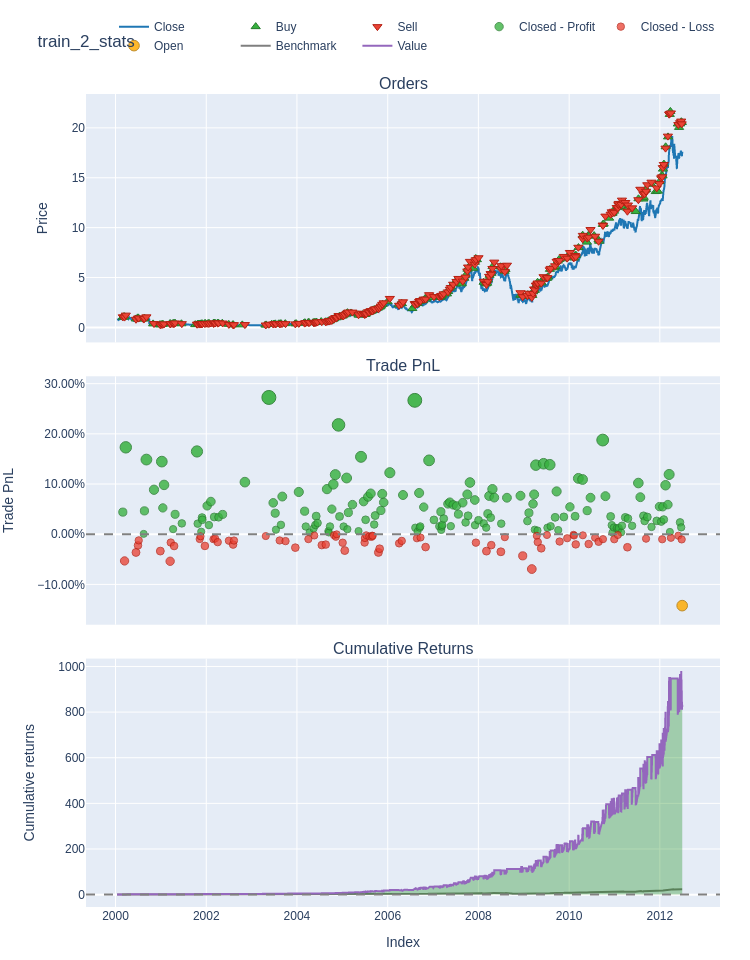 train_2_stats
Close
Buy
Sell
Closed - Profit
Closed - Loss
Open
Benchmark
Value
Orders
Price
20
15
10
5
0
Trade PnL
Trade PnL
30.00%
20.00%
10.00%
0.00%
−10.00%
Cumulative Returns
Cumulative returns
1000
800
600
400
200
0
2000 2002 2004 2006 2008 2010 2012
Index